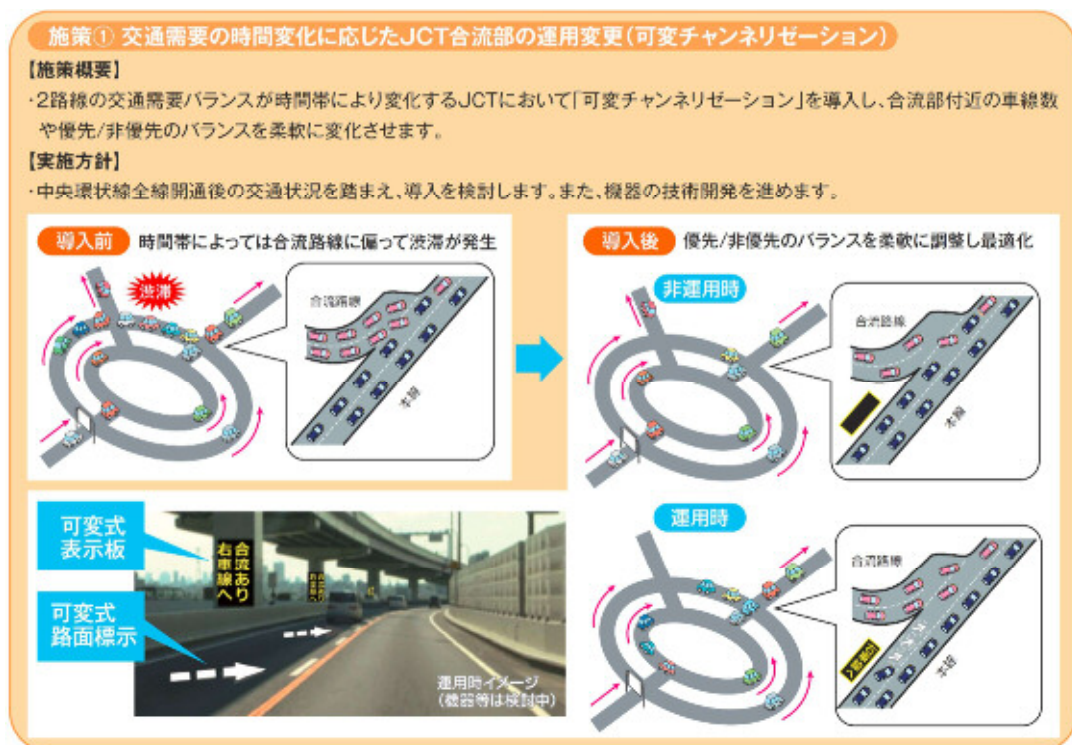 施策① 交通需要の時間変化に応じたJCT合流部の運用変更(可変チャンネリゼーション)
【施策概要】
・2路線の交通需要バランスが時間帯により変化するJCTにおいて「可変チャンネリゼーション」を導入し、合流部付近の車線数
や優先/非優先のバランスを柔軟に変化させます。
【実施方針】
・中央環状線全線開通後の交通状況を踏まえ、導入を検討します。また、機器の技術開発を進めます。
導入前 時間帯によっては合流路線に偏って渋滞が発生
渋滞
合流路線
本線
導入後 優先/非優先のバランスを柔軟に調整し最適化
非運用時
合流路線
本線
運用時
合流路線
本線
可変式
表示板
可変式
路面標示
合流あり
右車線へ
運用時イメージ
(機器等は検討中)